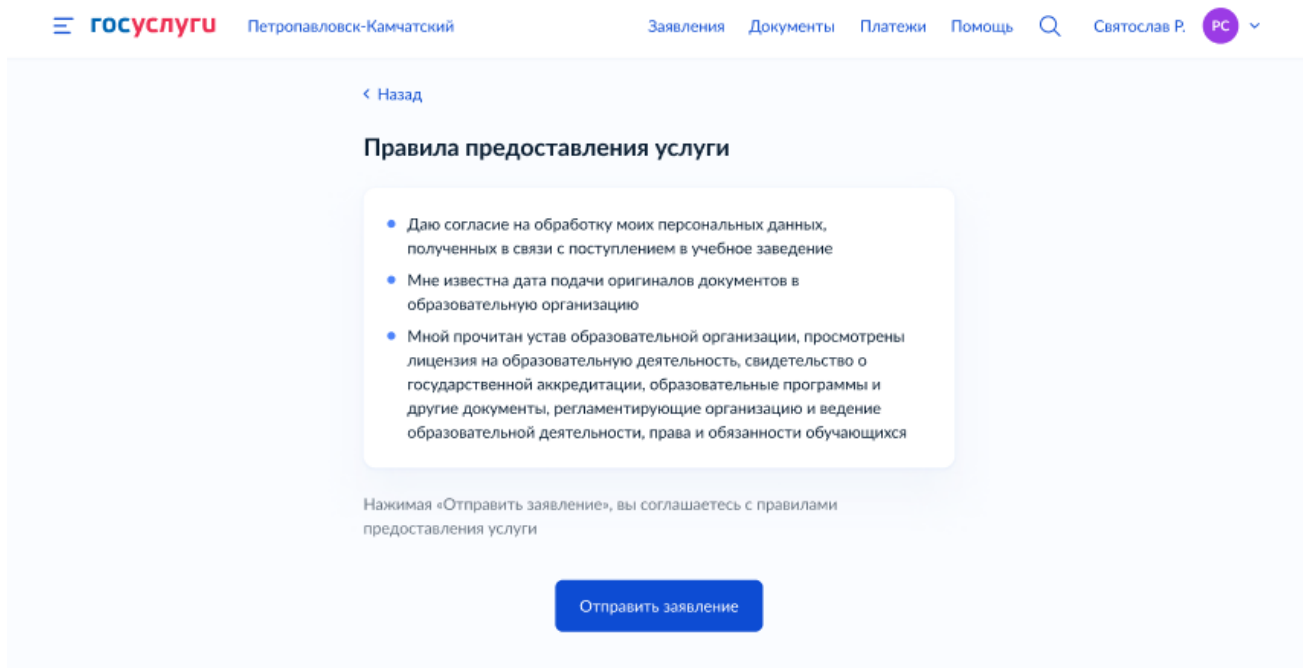 госуслуги Петропавловск-Камчатский Заявления Документы Платежи Помощь Святослав Р. РС
Назад
Правила предоставления услуги
Даю согласие на обработку моих персональных данных,
полученных в связи с поступлением в учебное заведение
Мне известна дата подачи оригиналов документов в
образовательную организацию
Мной прочитан устав образовательной организации, просмотрены
лицензия на образовательную деятельность, свидетельство о
государственной аккредитации, образовательные программы и
другие документы, регламентирующие организацию и ведение
образовательной деятельности, права и обязанности обучающихся
Нажимая «Отправить заявление», вы соглашаетесь с правилами
предоставления услуги
Отправить заявление